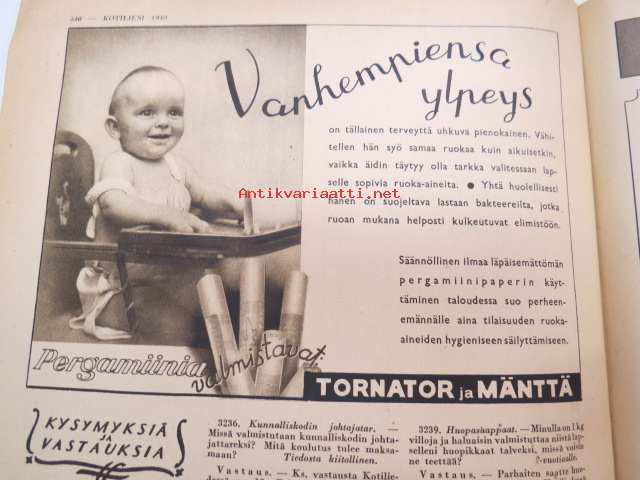 540 — KOTILIESI 1940
Vanhempiensa
ylpeys
on tällainen terveyttä uhkuva pienokainen. Vähi-
tellen hän syö samaa ruokaa kuin aikuisetkin,
vaikka äidin täytyy olla tarkka valitessaan lap-
selle sopivia ruoka-aineita. ● Yhtä huolellisesti
hänen on suojeltava lastaan bakteereilta, jotka
ruoan mukana helposti kulkeutuvat elimistöön.
Antikvariaatti.net
Säännöllinen ilmaa läpäisemättömän
pergamiinipaperin käyt-
täminen taloudessa suo perheen-
emännälle aina tilaisuuden ruoka-
aineiden hygieniseen säilyttämiseen.
Pergamiinia
valmistavat:
TORNATOR ja MÄNTTÄ
KYSYMYKSIÄ
JA
VASTAUKSIA
3236. Kunnalliskodin johtajatar. —
Missä valmistutaan kunnalliskodin johta-
jattareksi? Mitä koulutus tulee maksa-
maan? Tiedosta kiitollinen.
Vastaus. — Ks. vastausta Kotilie-
3239. Huopashappaat. — Minulla on 1 kg
villoja ja haluaisin valmistuttaa niistä lap-
selleni huopikkaat talveksi, missä voisin
ne teettää?
Vastaus. — Parhaiten saatte huo-